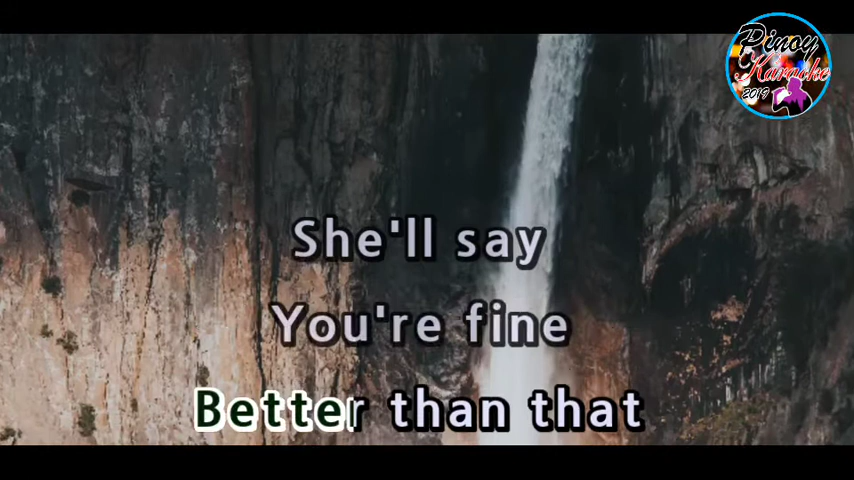 Pinoy
Karaoke
2019
She'll say
You're fine
Better than that